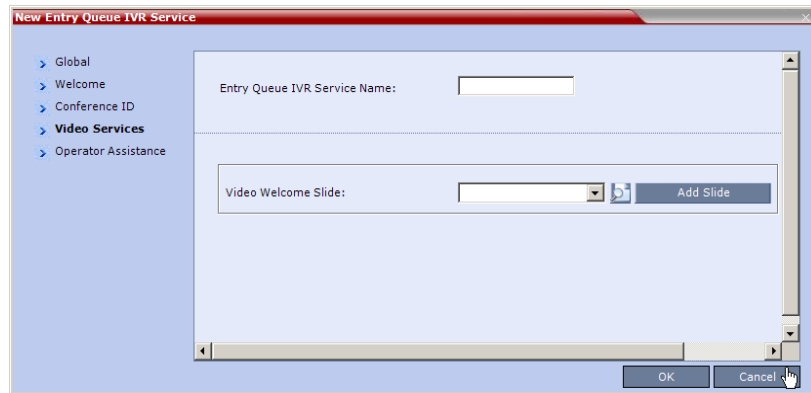 New Entry Queue IVR Service
Global
Welcome
Conference ID
Video Services
Operator Assistance
Entry Queue IVR Service Name:
Video Welcome Slide:
Add Slide
OK
Cancel